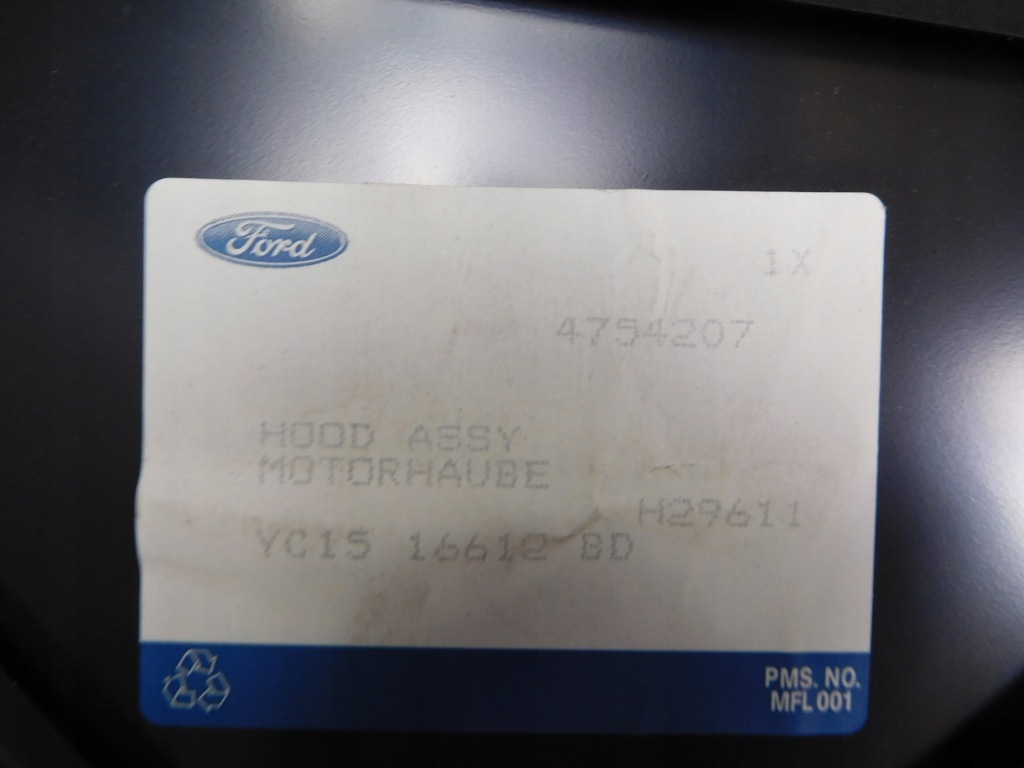 Ford
1X
4754207
HOOD ASSY
MOTORHAUBE
H29611
YC15 16612 BD
PMS. NO.
MFL 001